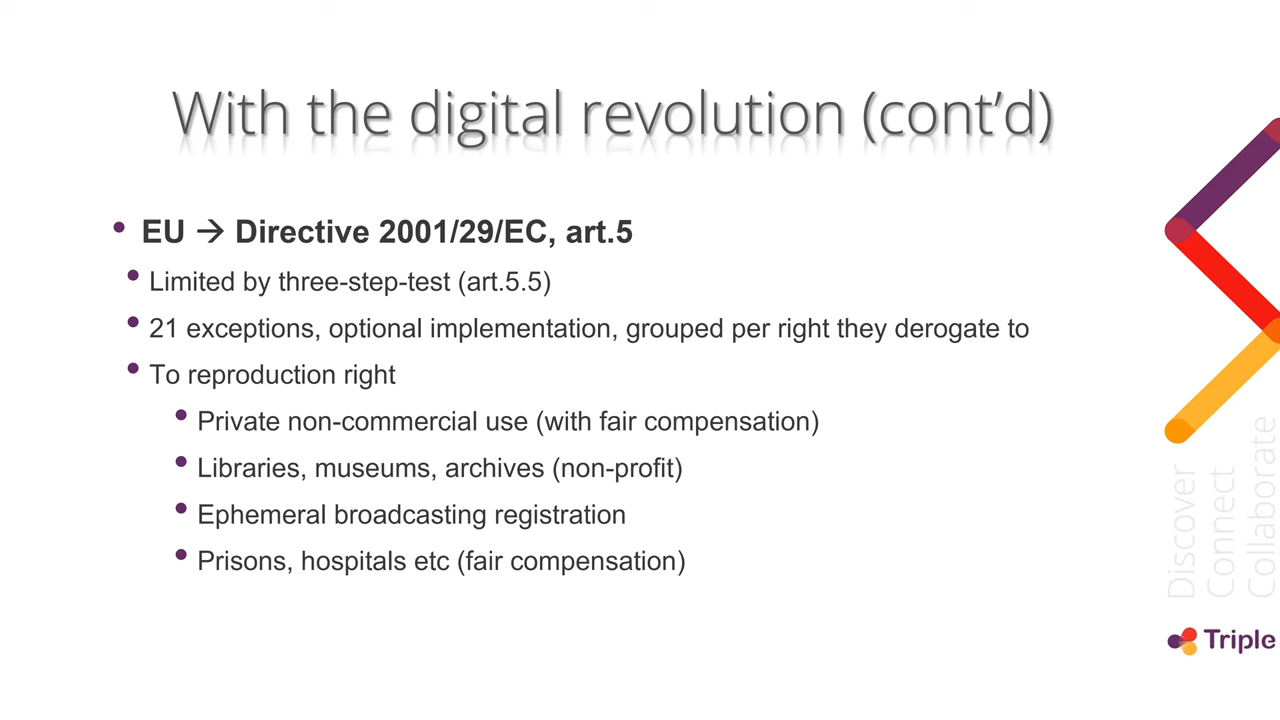 With the digital revolution (cont’d)
• EU → Directive 2001/29/EC, art.5
• Limited by three-step-test (art.5.5)
• 21 exceptions, optional implementation, grouped per right they derogate to
• To reproduction right
• Private non-commercial use (with fair compensation)
• Libraries, museums, archives (non-profit)
• Ephemeral broadcasting registration
• Prisons, hospitals etc (fair compensation)
Discover
Connect
Collaborate
Triple